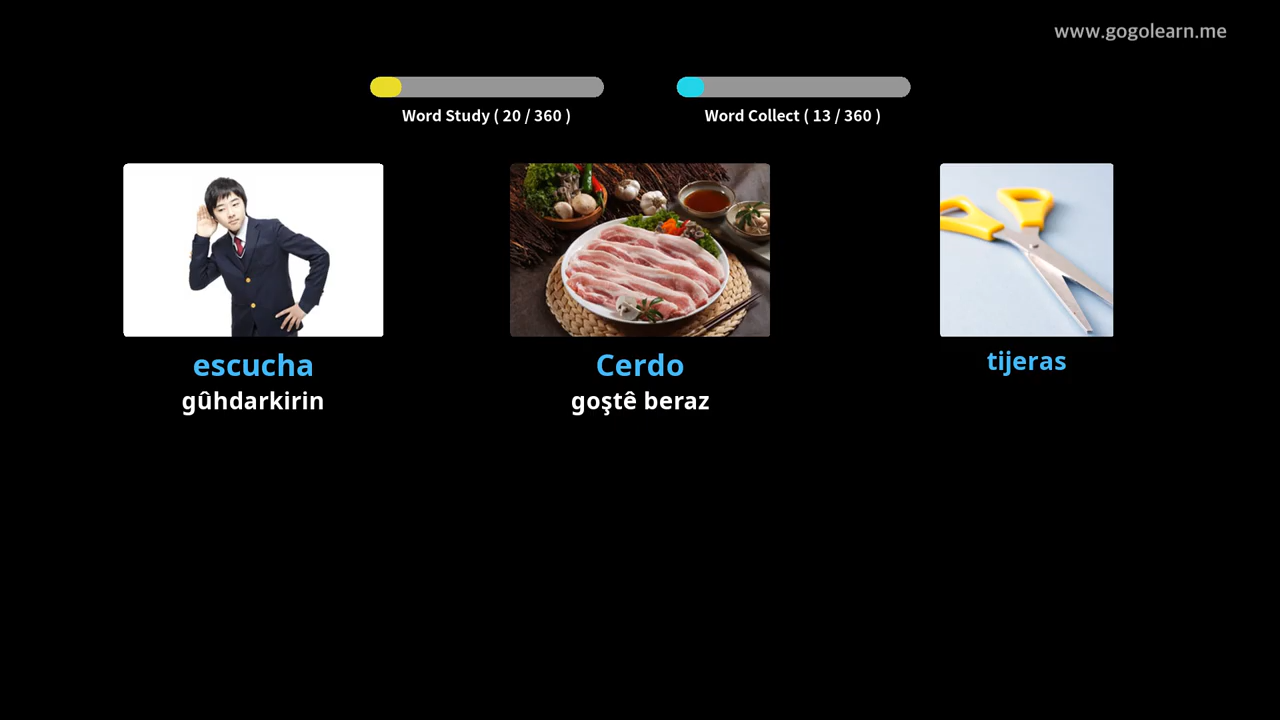 www.gogolearn.me
Word Study ( 20 / 360 )
Word Collect ( 13 / 360 )
escucha
gûhdarkirin
Cerdo
goştê beraz
tijeras